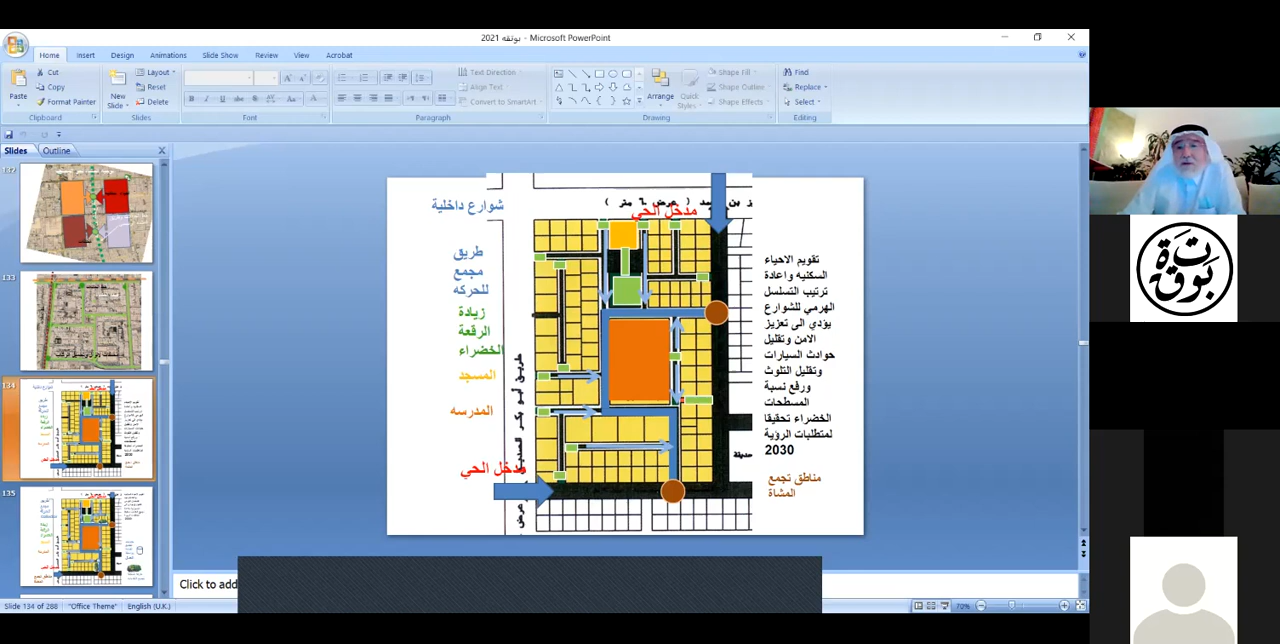 بوتقه 2021 - Microsoft PowerPoint
Home Insert Design Animations Slide Show Review View Acrobat
Cut
Copy
Format Painter
Paste
Clipboard
New Slide
Layout
Reset
Delete
Slides
Font
Paragraph
Text Direction
Align Text
Convert to SmartArt
Arrange
Quick Styles
Shape Fill
Shape Outline
Shape Effects
Drawing
Find
Replace
Select
Editing
Slides Outline
133
134
135
شوارع داخلية
مدخل الحي
طريق
مجمع
للحركه
زيادة
الرقعة
الخضراء
المسجد
المدرسه
مدخل الحي
تقويم الاحياء
السكنيه واعادة
ترتيب التسلسل
الهرمي للشوارع
يؤدي الى تعزيز
الامن وتقليل
حوادث السيارات
وتقليل التلوث
ورفع نسبة
المسطحات
الخضراء تحقيقا
لمتطلبات الرؤية
2030
مناطق تجمع
المشاة
حديقة
بوتقة
Click to add
Slide 134 of 288 "Office Theme" English (U.K.)
70%